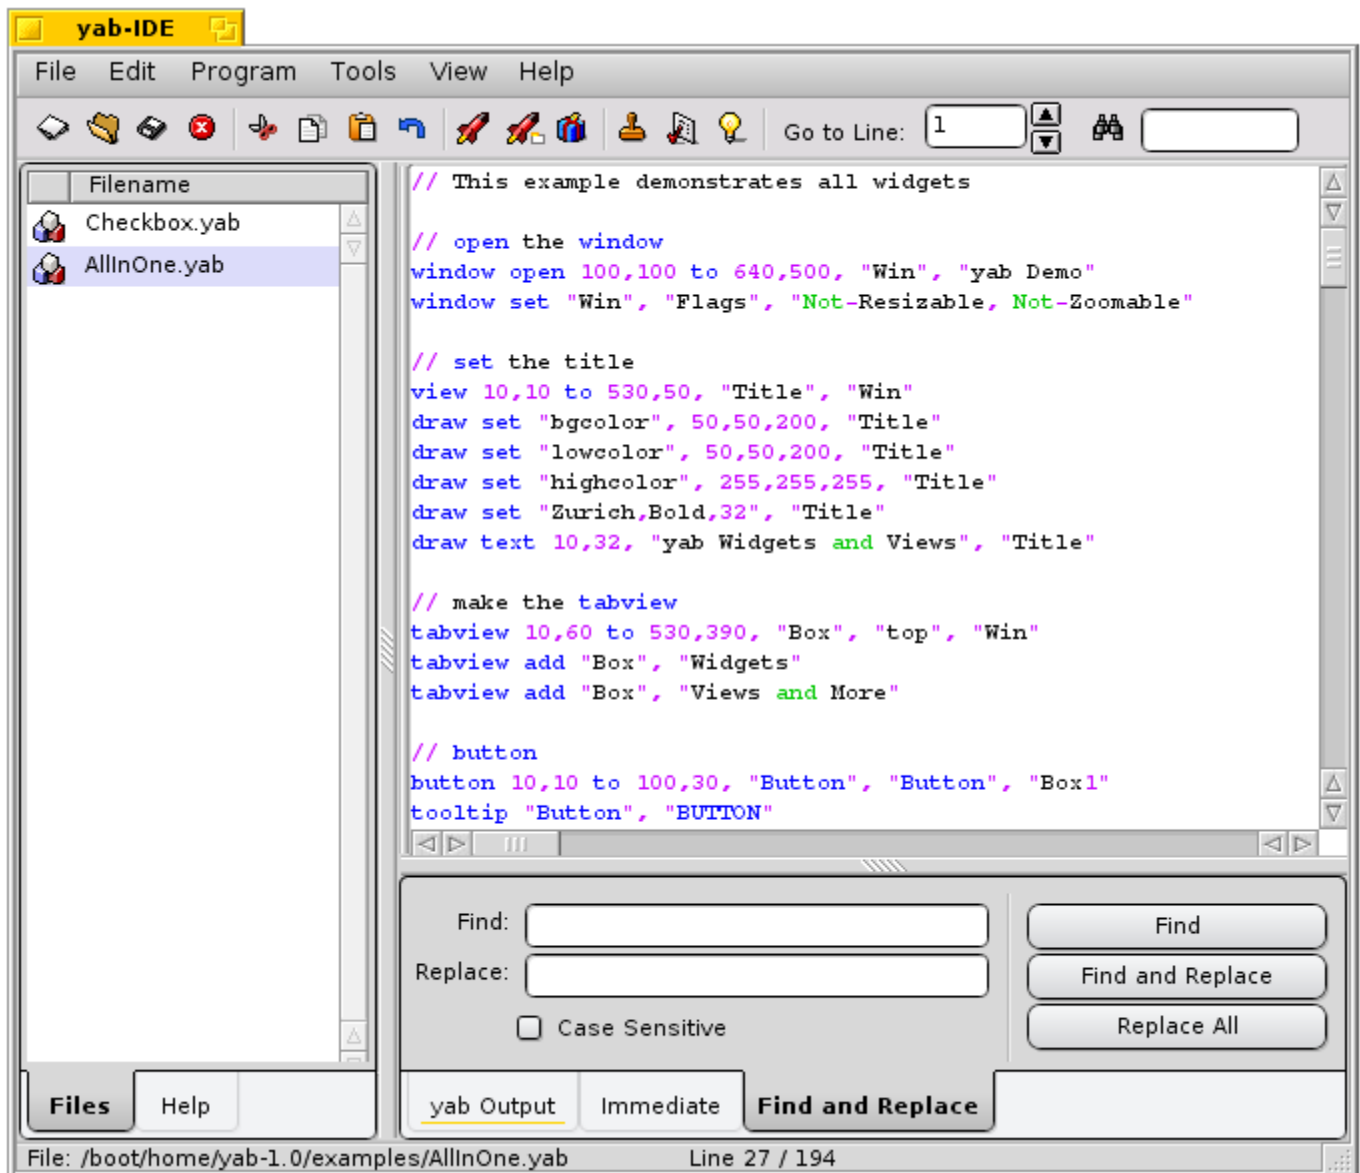 yab-IDE
File Edit Program Tools View Help
Go to Line: 1
Filename
Checkbox.yab
AllInOne.yab
// This example demonstrates all widgets
// open the window
window open 100,100 to 640,500, "Win", "yab Demo"
window set "Win", "Flags", "Not-Resizable, Not-Zoomable"
// set the title
view 10,10 to 530,50, "Title", "Win"
draw set "bgcolor", 50,50,200, "Title"
draw set "lowcolor", 50,50,200, "Title"
draw set "highcolor", 255,255,255, "Title"
draw set "Zurich,Bold,32", "Title"
draw text 10,32, "yab Widgets and Views", "Title"
// make the tabview
tabview 10,60 to 530,390, "Box", "top", "Win"
tabview add "Box", "Widgets"
tabview add "Box", "Views and More"
// button
button 10,10 to 100,30, "Button", "Button", "Box1"
tooltip "Button", "BUTTON"
Find: Find
Replace: Find and Replace
Case Sensitive Replace All
Files Help yab Output Immediate Find and Replace
File: /boot/home/yab-1.0/examples/AllInOne.yab Line 27 / 194